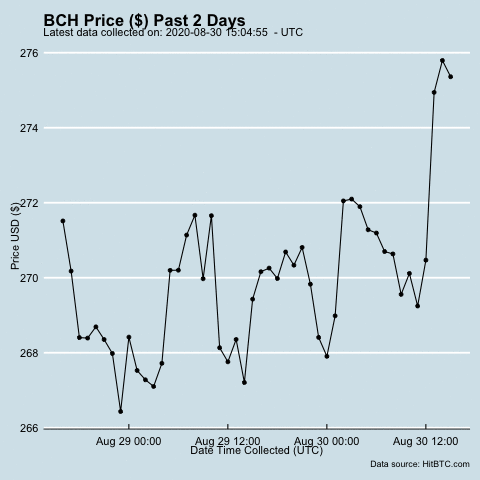 BCH Price ($) Past 2 Days
Latest data collected on: 2020-08-30 15:04:55 - UTC
276
274
272
270
268
266
Price USD ($)
Aug 29 00:00 Aug 29 12:00 Aug 30 00:00 Aug 30 12:00
Date Time Collected (UTC)
Data source: HitBTC.com